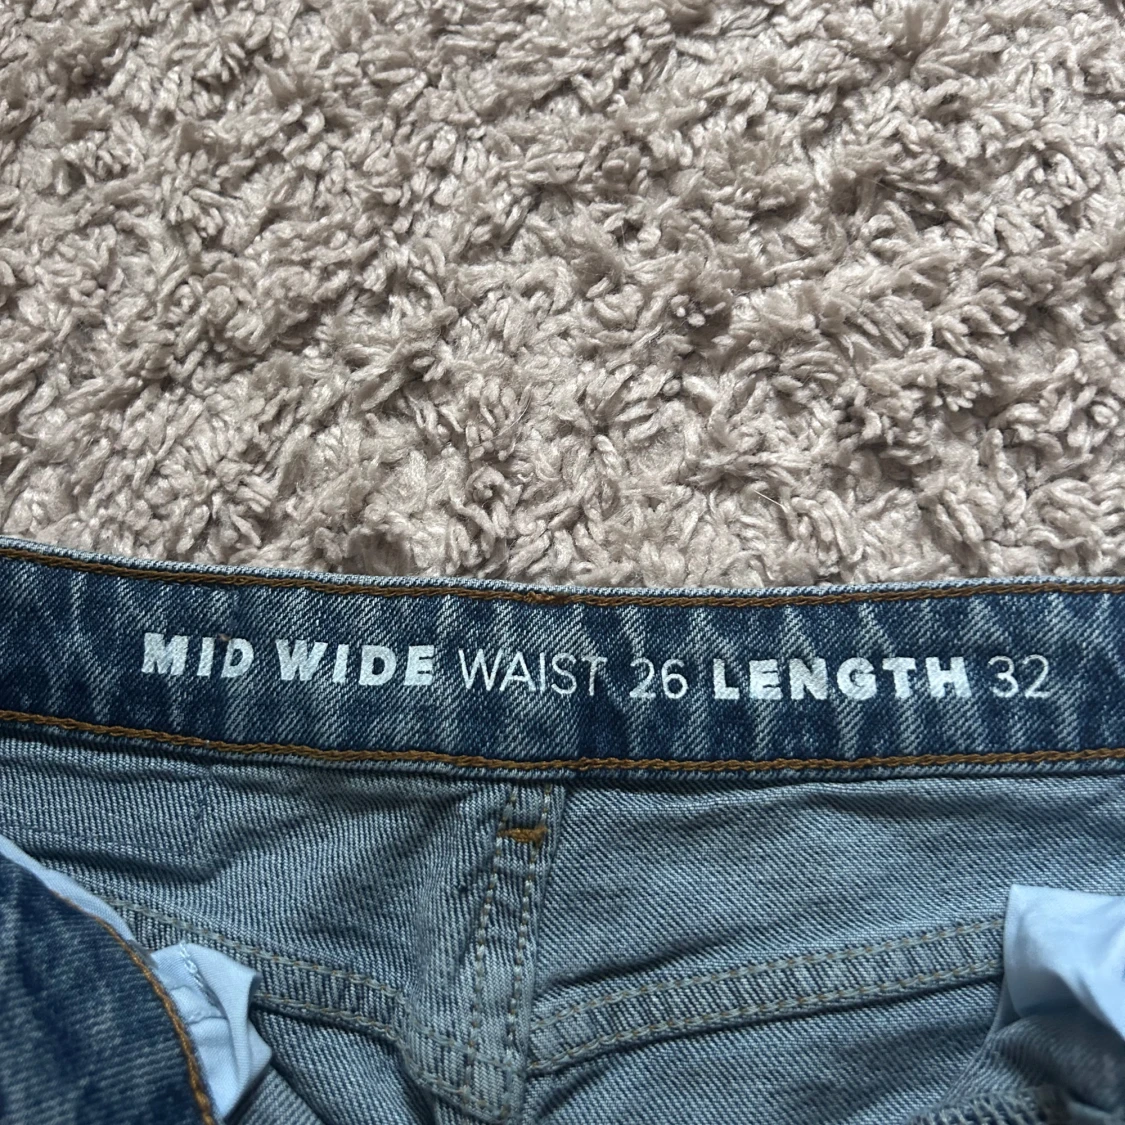 MID WIDE WAIST 26 LENGTH 32